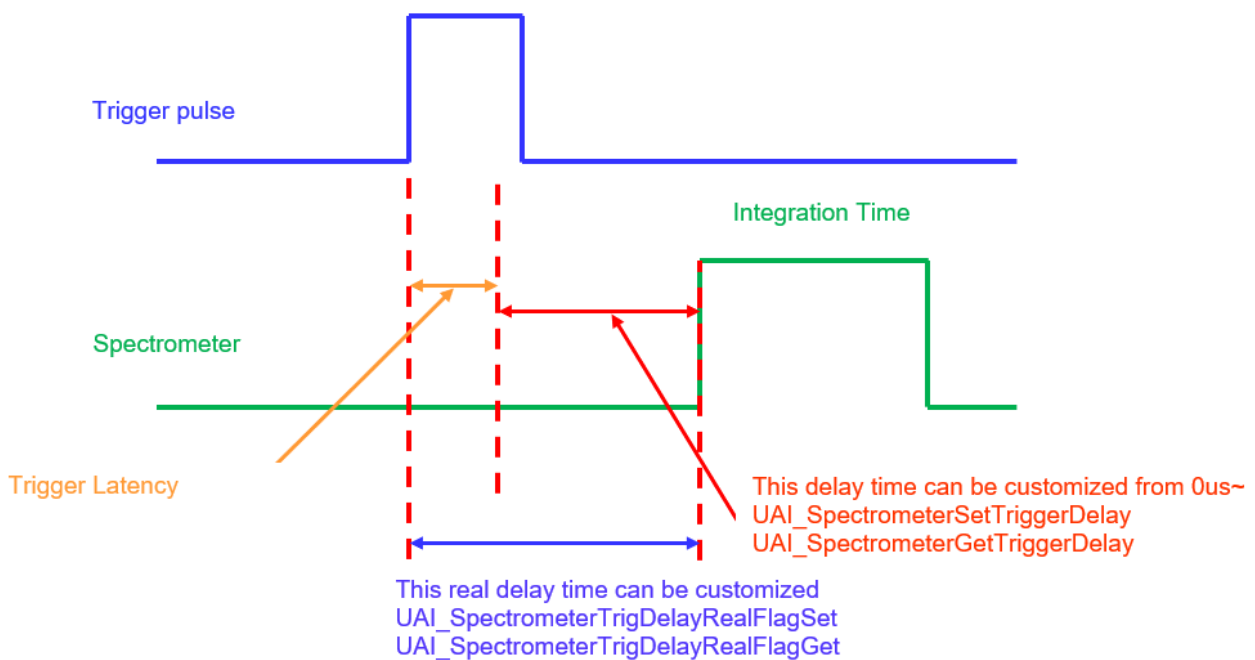 Trigger pulse
Integration Time
Spectrometer
Trigger Latency
This delay time can be customized from 0us~
UAI_SpectrometerSetTriggerDelay
UAI_SpectrometerGetTriggerDelay
This real delay time can be customized
UAI_SpectrometerTrigDelayRealFlagSet
UAI_SpectrometerTrigDelayRealFlagGet